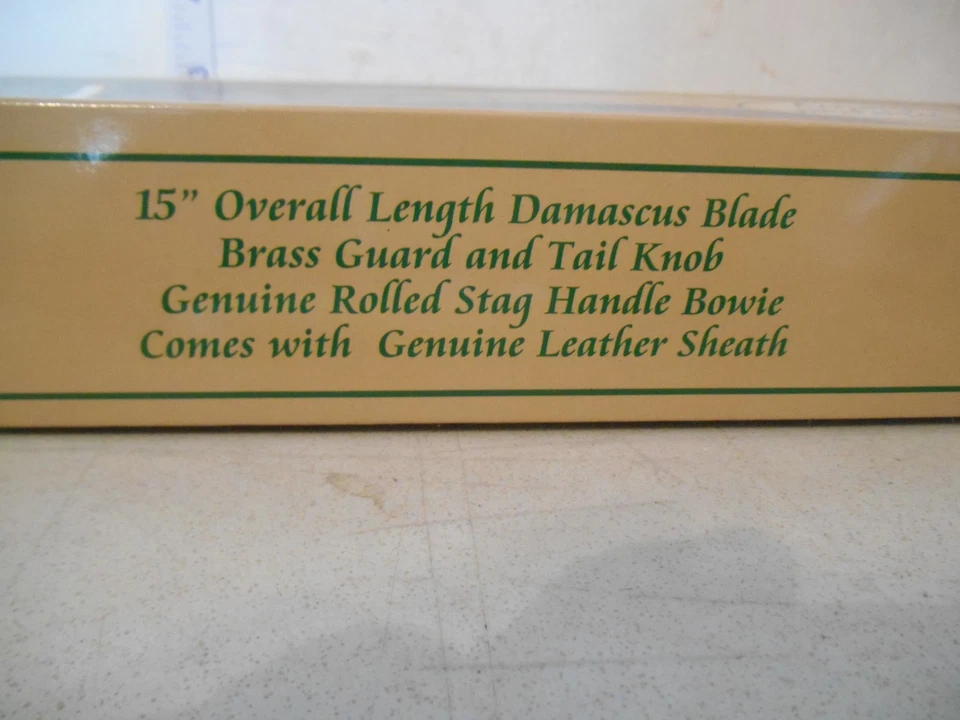 15” Overall Length Damascus Blade
Brass Guard and Tail Knob
Genuine Rolled Stag Handle Bowie
Comes with Genuine Leather Sheath